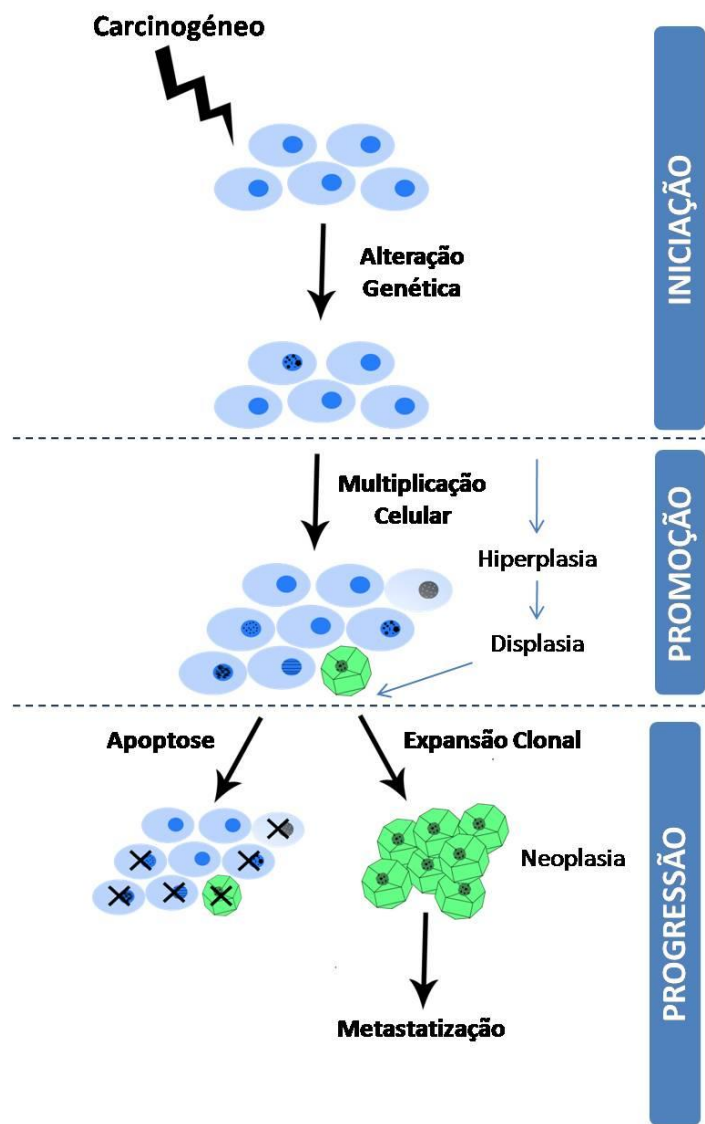 Carcinogéneo
INICIAÇÃO
Alteração
Genética
Multiplicação
Celular
PROMOÇÃO
Hiperplasia
Displasia
Apoptose
Expansão Clonal
Neoplasia
PROGRESSÃO
Metastatização